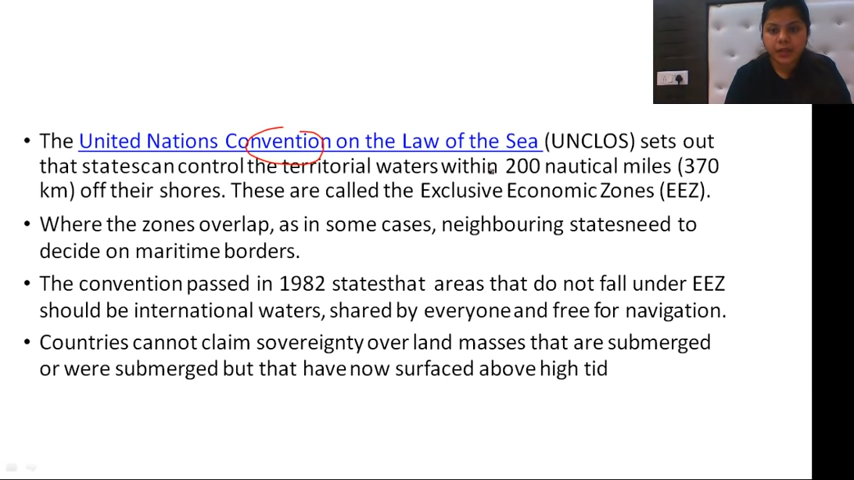 • The United Nations Convention on the Law of the Sea (UNCLOS) sets out
that statescan control the territorial waters within 200 nautical miles (370
km) off their shores. These are called the Exclusive Economic Zones (EEZ).
• Where the zones overlap, as in some cases, neighbouring statesneed to
decide on maritime borders.
• The convention passed in 1982 statesthat areas that do not fall under EEZ
should be international waters, shared by everyone and free for navigation.
• Countries cannot claim sovereignty over land masses that are submerged
or were submerged but that have now surfaced above high tid